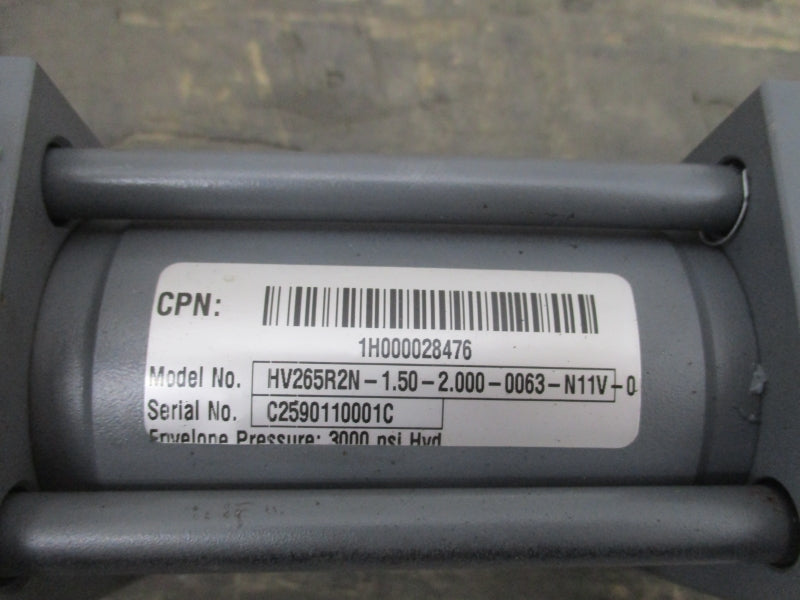 CPN:
1H000028476
Model No. HV265R2N-1.50-2.000-0063-N11V-0
Serial No. C2590110001C
Envelope Pressure: 3000 psi Hyd